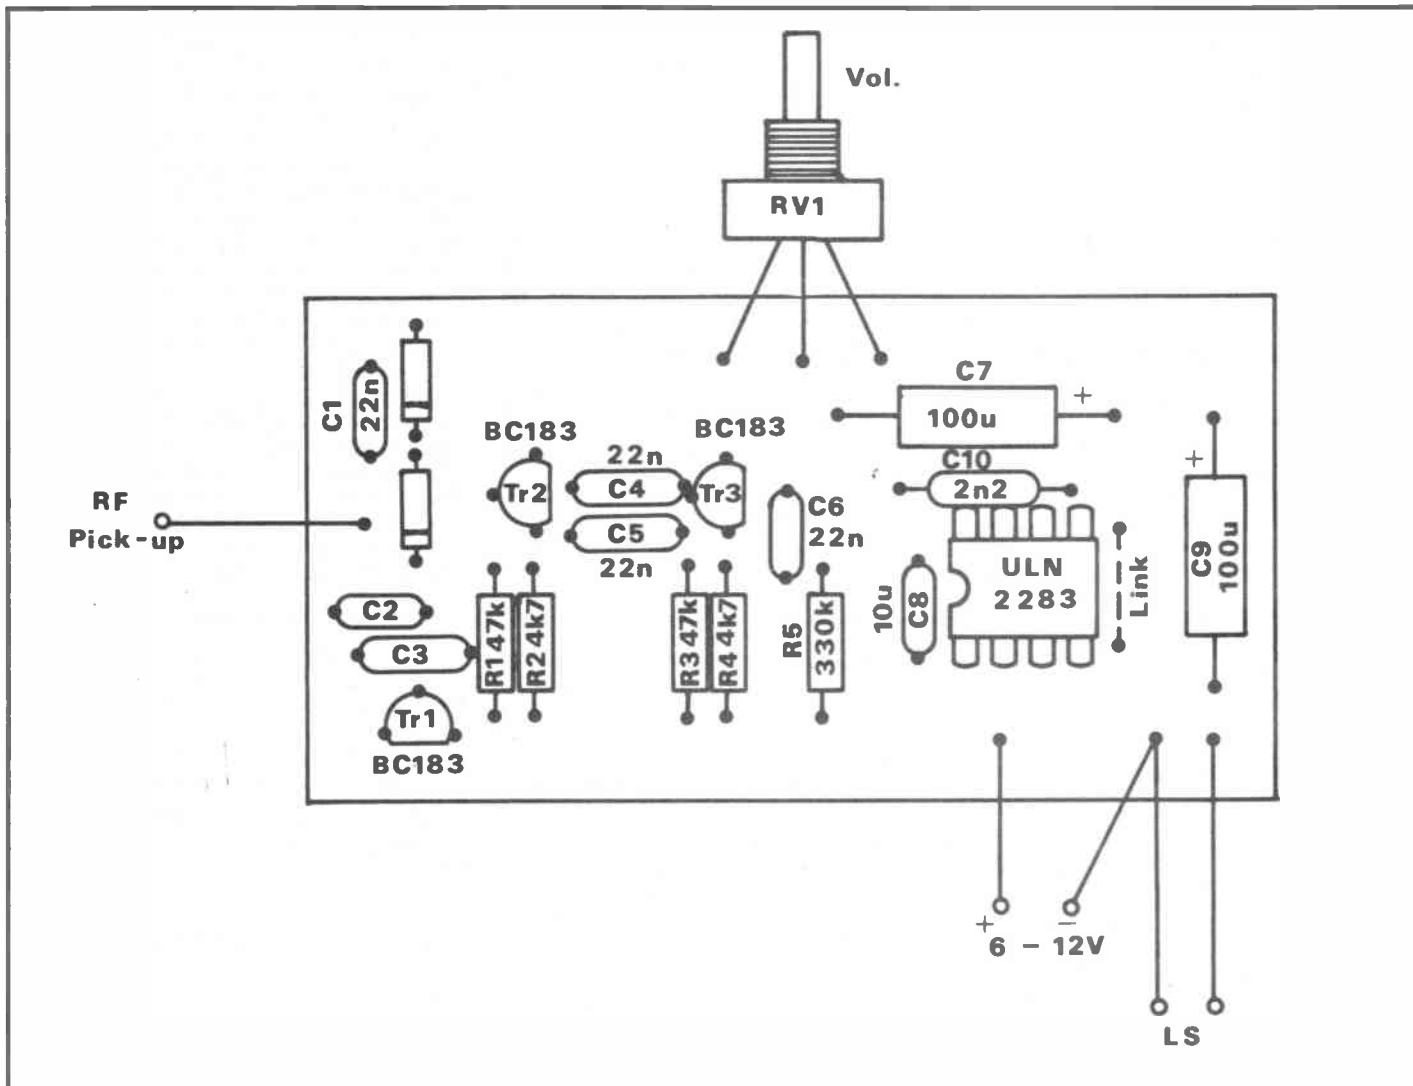 Vol.
RV1
C1
22n
BC183
Tr2
22n
C4
C5
22n
BC183
Tr3
C6
22n
C7
+
100u
C10
2n2
ULN
2283
Link
+
C9
100u
10u
C8
RF
Pick-up
C2
C3
R1 47k
R2 4k7
R3 47k
R4 4k7
R5
330k
Tr1
BC183
+ −
6 – 12V
LS